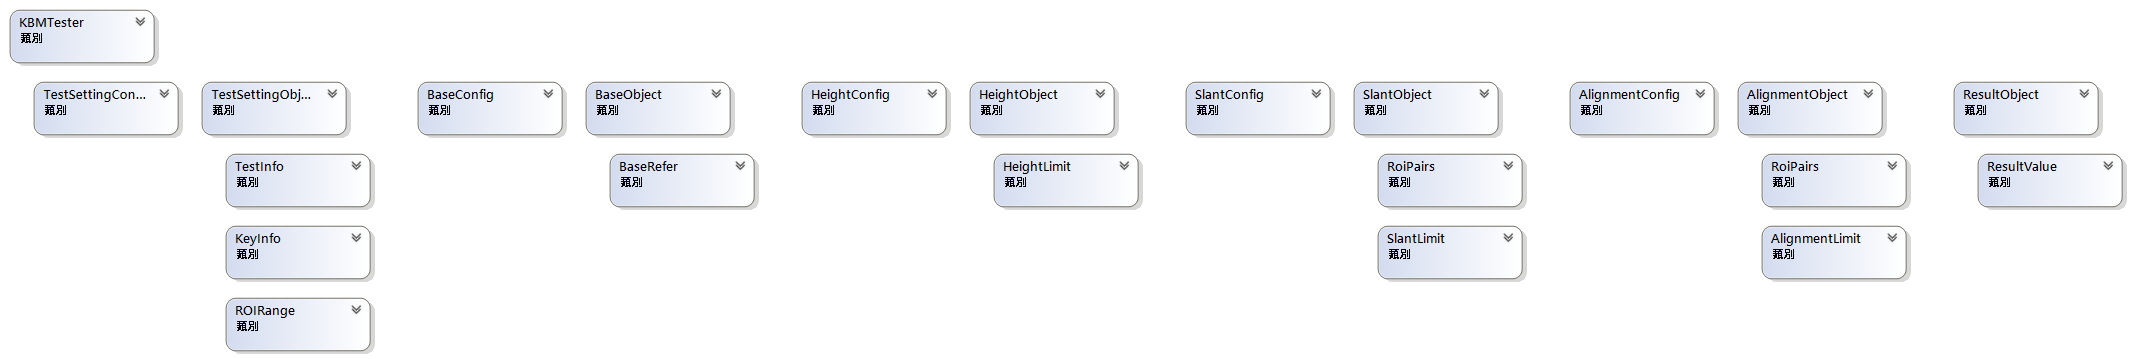 KBMTester
類別
TestSettingCon...
類別
TestSettingObj...
類別
BaseConfig
類別
BaseObject
類別
HeightConfig
類別
HeightObject
類別
SlantConfig
類別
SlantObject
類別
AlignmentConfig
類別
AlignmentObject
類別
ResultObject
類別
TestInfo
類別
BaseRefer
類別
HeightLimit
類別
RoiPairs
類別
RoiPairs
類別
ResultValue
類別
KeyInfo
類別
SlantLimit
類別
AlignmentLimit
類別
ROIRange
類別